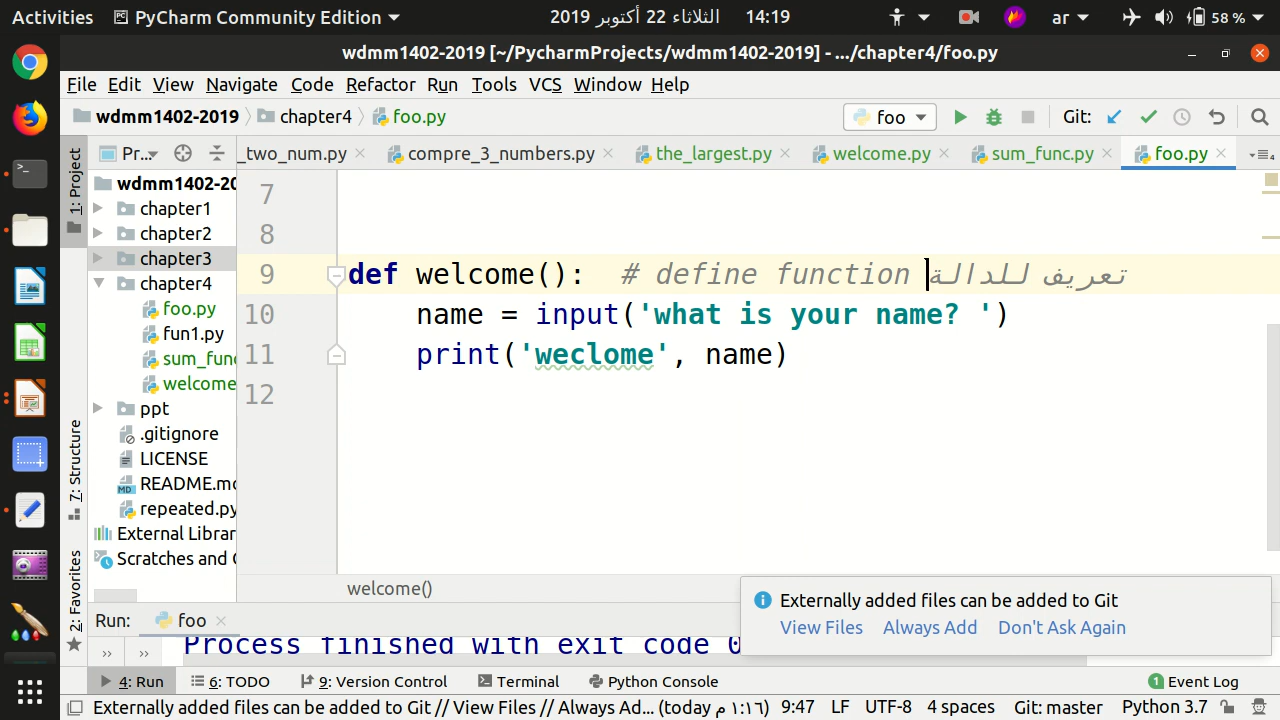 Activities PyCharm Community Edition الثلاثاء 22 أكتوبر 2019 14:19 ar 58 %
wdmm1402-2019 [~/PycharmProjects/wdmm1402-2019] - .../chapter4/foo.py
File Edit View Navigate Code Refactor Run Tools VCS Window Help
wdmm1402-2019 chapter4 foo.py foo Git:
1: Project
Pr... _two_num.py compre_3_numbers.py the_largest.py welcome.py sum_func.py foo.py
wdmm1402-20
chapter1
chapter2
chapter3
chapter4
foo.py
fun1.py
sum_fun
welcome
ppt
.gitignore
LICENSE
README.m
repeated.py
External Librar
Scratches and
7
8
9 def welcome():  # define function تعريف للدالة
10 name = input('what is your name? ')
11 print('weclome', name)
12
welcome()
7: Structure
2: Favorites
Externally added files can be added to Git
View Files Always Add Don't Ask Again
Run: foo
Process finished with exit code 0
4: Run 6: TODO 9: Version Control Terminal Python Console 1 Event Log
Externally added files can be added to Git // View Files // Always Ad... (today ١:١٦ م) 9:47 LF UTF-8 4 spaces Git: master Python 3.7